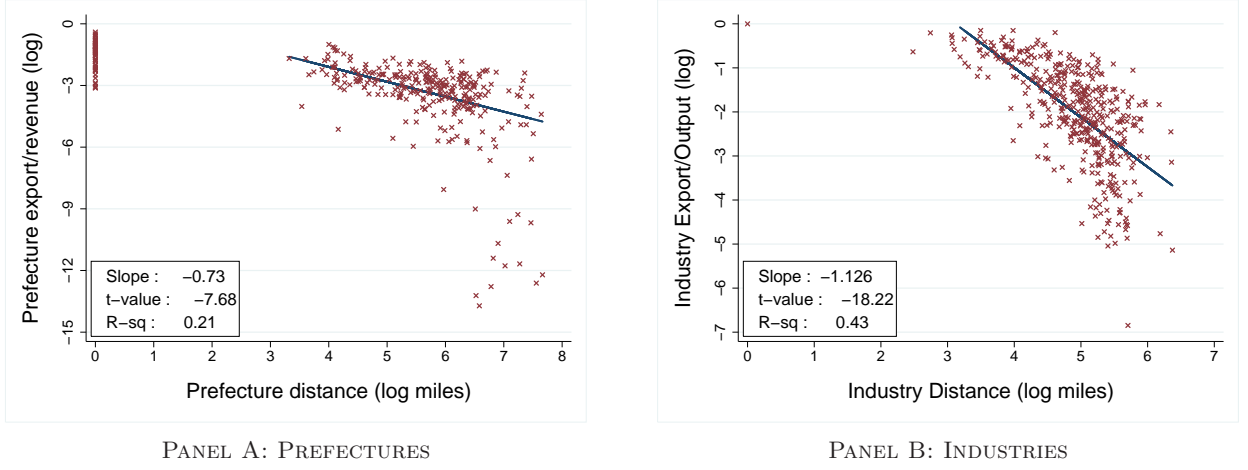 Prefecture export/revenue (log)
0
−3
−6
−9
−12
−15
Slope : −0.73
t−value : −7.68
R−sq : 0.21
0 1 2 3 4 5 6 7 8
Prefecture distance (log miles)
PANEL A: PREFECTURES
Industry Export/Output (log)
0
−1
−2
−3
−4
−5
−6
−7
Slope : −1.126
t−value : −18.22
R−sq : 0.43
0 1 2 3 4 5 6 7
Industry Distance (log miles)
PANEL B: INDUSTRIES